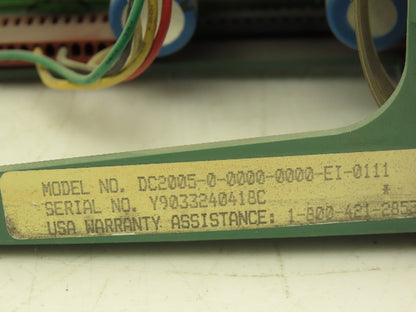 MODEL NO. DC2005-0-0000-0000-EI-0111
SERIAL NO. Y9033240418C *
USA WARRANTY ASSISTANCE: 1-800-421-2853